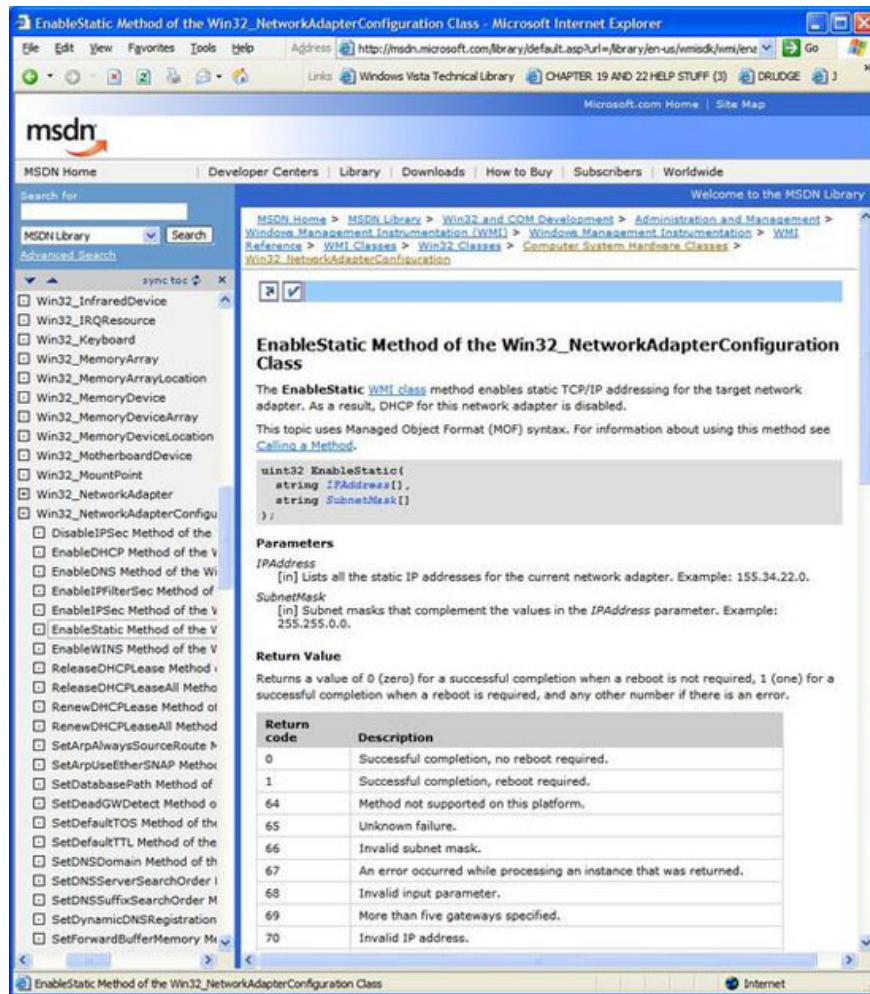 EnableStatic Method of the Win32_NetworkAdapterConfiguration Class - Microsoft Internet Explorer
File Edit View Favorites Tools Help
Address http://msdn.microsoft.com/library/default.asp?url=/library/en-us/wmisdk/wmi/ena Go
Links Windows Vista Technical Library CHAPTER 19 AND 22 HELP STUFF (3) DRUDGE
Microsoft.com Home | Site Map
msdn
MSDN Home | Developer Centers | Library | Downloads | How to Buy | Subscribers | Worldwide
Search for
MSDN Library Search
Advanced Search
Welcome to the MSDN Library
sync toc
Win32_InfraredDevice
Win32_IRQResource
Win32_Keyboard
Win32_MemoryArray
Win32_MemoryArrayLocation
Win32_MemoryDevice
Win32_MemoryDeviceArray
Win32_MemoryDeviceLocation
Win32_MotherboardDevice
Win32_MountPoint
Win32_NetworkAdapter
Win32_NetworkAdapterConfigu
DisableIPSec Method of the
EnableDHCP Method of the W
EnableDNS Method of the Wi
EnableIPFilterSec Method of
EnableIPSec Method of the W
EnableStatic Method of the W
EnableWINS Method of the W
ReleaseDHCPLease Method
ReleaseDHCPLeaseAll Metho
RenewDHCPLease Method of
RenewDHCPLeaseAll Method
SetArpAlwaysSourceRoute M
SetArpUseEtherSNAP Method
SetDatabasePath Method of
SetDeadGWDetect Method o
SetDefaultTOS Method of the
SetDefaultTTL Method of the
SetDNSDomain Method of th
SetDNSServerSearchOrder
SetDNSSuffixSearchOrder M
SetDynamicDNSRegistration
SetForwardBufferMemory Me
MSDN Home > MSDN Library > Win32 and COM Development > Administration and Management >
Windows Management Instrumentation (WMI) > Windows Management Instrumentation > WMI
Reference > WMI Classes > Win32 Classes > Computer System Hardware Classes >
Win32_NetworkAdapterConfiguration
EnableStatic Method of the Win32_NetworkAdapterConfiguration
Class
The EnableStatic WMI class method enables static TCP/IP addressing for the target network
adapter. As a result, DHCP for this network adapter is disabled.
This topic uses Managed Object Format (MOF) syntax. For information about using this method see
Calling a Method.
uint32 EnableStatic(
string IPAddress[],
string SubnetMask[]
);
Parameters
IPAddress
[in] Lists all the static IP addresses for the current network adapter. Example: 155.34.22.0.
SubnetMask
[in] Subnet masks that complement the values in the IPAddress parameter. Example:
255.255.0.0.
Return Value
Returns a value of 0 (zero) for a successful completion when a reboot is not required, 1 (one) for a
successful completion when a reboot is required, and any other number if there is an error.
Return code Description
0 Successful completion, no reboot required.
1 Successful completion, reboot required.
64 Method not supported on this platform.
65 Unknown failure.
66 Invalid subnet mask.
67 An error occurred while processing an instance that was returned.
68 Invalid input parameter.
69 More than five gateways specified.
70 Invalid IP address.
EnableStatic Method of the Win32_NetworkAdapterConfiguration Class
Internet